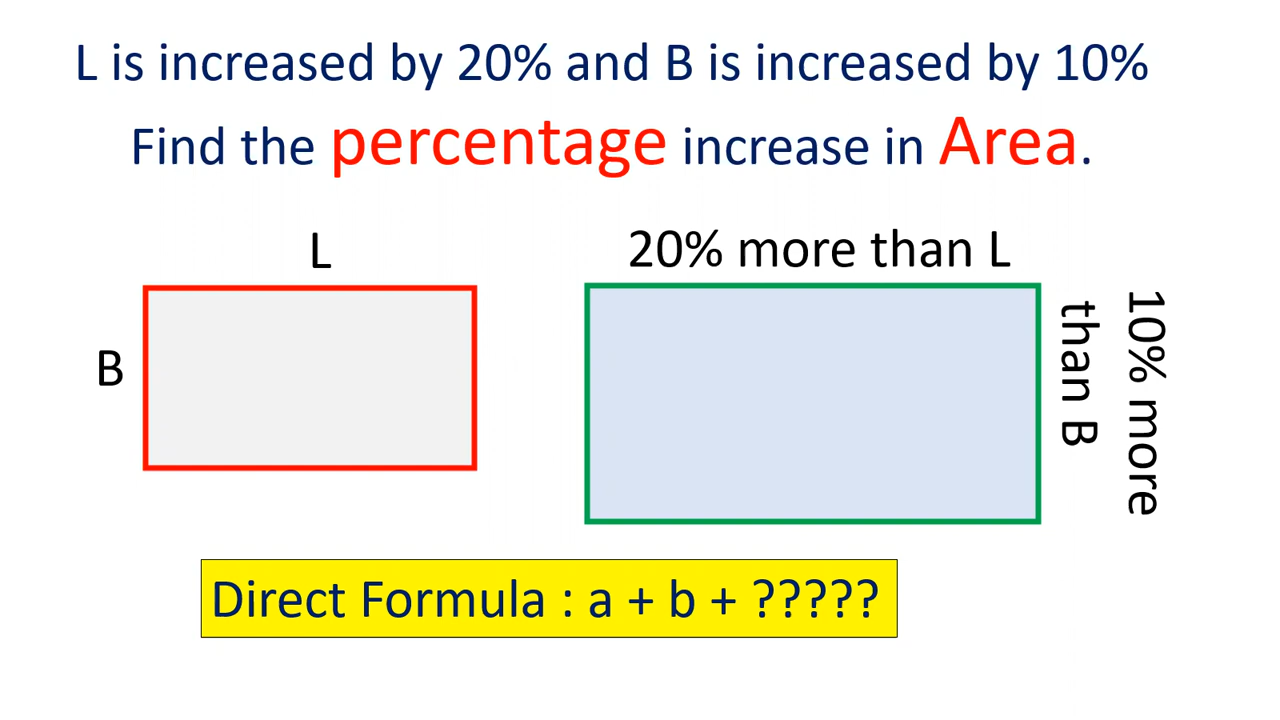 L is increased by 20% and B is increased by 10%
Find the percentage increase in Area.
L
20% more than L
B
10% more
than B
Direct Formula : a + b + ?????